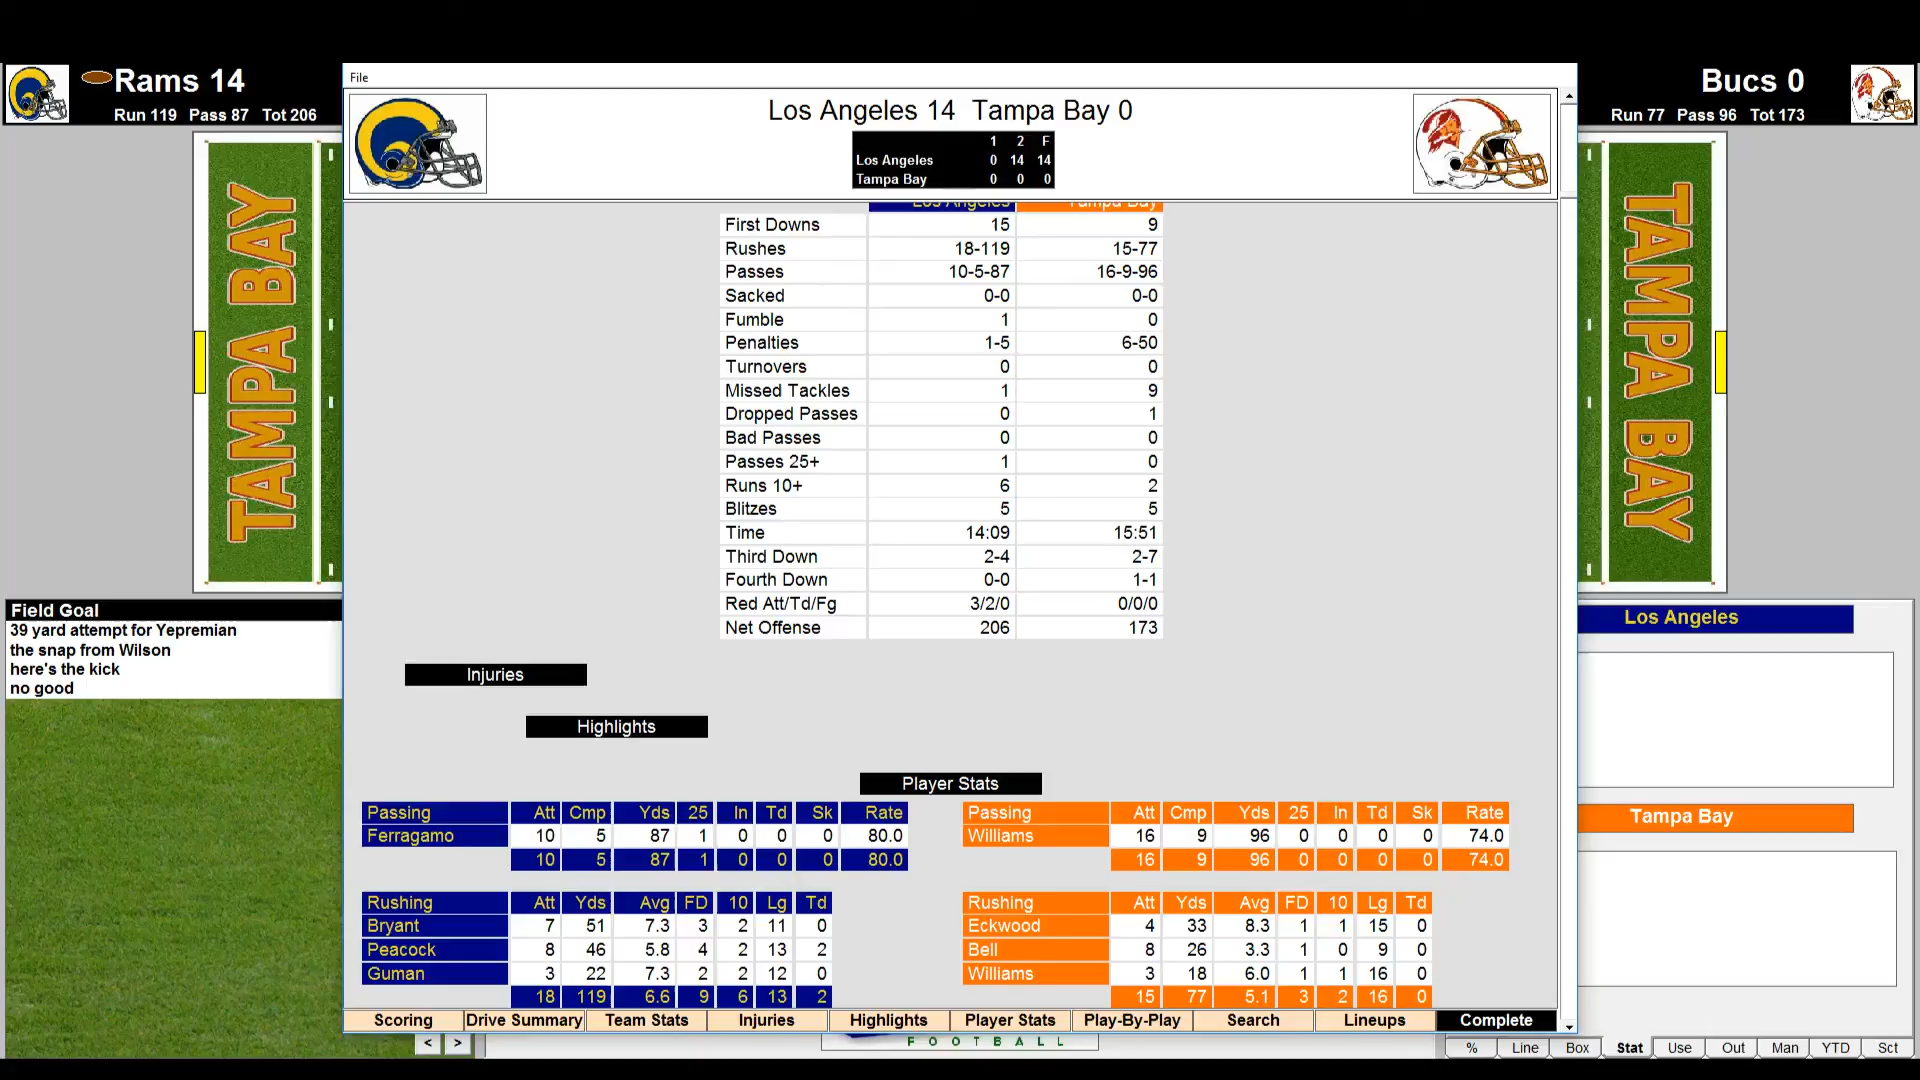 Rams 14
Run 119 Pass 87 Tot 206
File
Los Angeles 14 Tampa Bay 0
1 2 F
Los Angeles 0 14 14
Tampa Bay 0 0 0
Bucs 0
Run 77 Pass 96 Tot 173
TAMPA BAY
TAMPA BAY
Los Angeles Tampa Bay
First Downs 15 9
Rushes 18-119 15-77
Passes 10-5-87 16-9-96
Sacked 0-0 0-0
Fumble 1 0
Penalties 1-5 6-50
Turnovers 0 0
Missed Tackles 1 9
Dropped Passes 0 1
Bad Passes 0 0
Passes 25+ 1 0
Runs 10+ 6 2
Blitzes 5 5
Time 14:09 15:51
Third Down 2-4 2-7
Fourth Down 0-0 1-1
Red Att/Td/Fg 3/2/0 0/0/0
Net Offense 206 173
Field Goal
39 yard attempt for Yepremian
the snap from Wilson
here's the kick
no good
Los Angeles
Tampa Bay
Injuries
Highlights
Player Stats
Passing Att Cmp Yds 25 In Td Sk Rate
Ferragamo 10 5 87 1 0 0 0 80.0
10 5 87 1 0 0 0 80.0
Passing Att Cmp Yds 25 In Td Sk Rate
Williams 16 9 96 0 0 0 0 74.0
16 9 96 0 0 0 0 74.0
Rushing Att Yds Avg FD 10 Lg Td
Bryant 7 51 7.3 3 2 11 0
Peacock 8 46 5.8 4 2 13 2
Guman 3 22 7.3 2 2 12 0
18 119 6.6 9 6 13 2
Rushing Att Yds Avg FD 10 Lg Td
Eckwood 4 33 8.3 1 1 15 0
Bell 8 26 3.3 1 0 9 0
Williams 3 18 6.0 1 1 16 0
15 77 5.1 3 2 16 0
Scoring Drive Summary Team Stats Injuries Highlights Player Stats Play-By-Play Search Lineups Complete
< >
FOOTBALL
% Line Box Stat Use Out Man YTD Sct